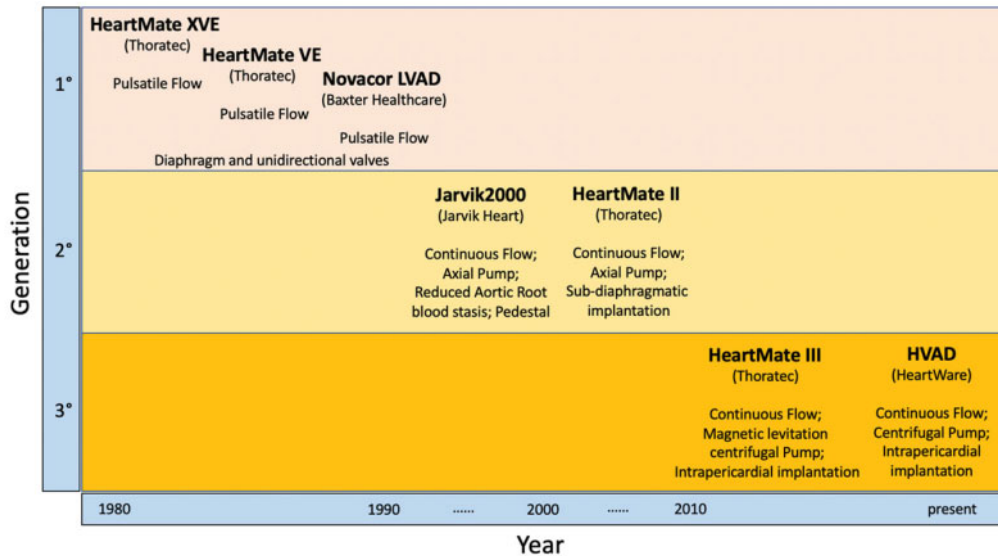 Generation
1°
HeartMate XVE
(Thoratec)
Pulsatile Flow
HeartMate VE
(Thoratec)
Pulsatile Flow
Novacor LVAD
(Baxter Healthcare)
Pulsatile Flow
Diaphragm and unidirectional valves
2°
Jarvik2000
(Jarvik Heart)
Continuous Flow;
Axial Pump;
Reduced Aortic Root
blood stasis; Pedestal
HeartMate II
(Thoratec)
Continuous Flow;
Axial Pump;
Sub-diaphragmatic
implantation
3°
HeartMate III
(Thoratec)
Continuous Flow;
Magnetic levitation
centrifugal Pump;
Intrapericardial implantation
HVAD
(HeartWare)
Continuous Flow;
Centrifugal Pump;
Intrapericardial
implantation
1980 1990 ...... 2000 ...... 2010 present
Year